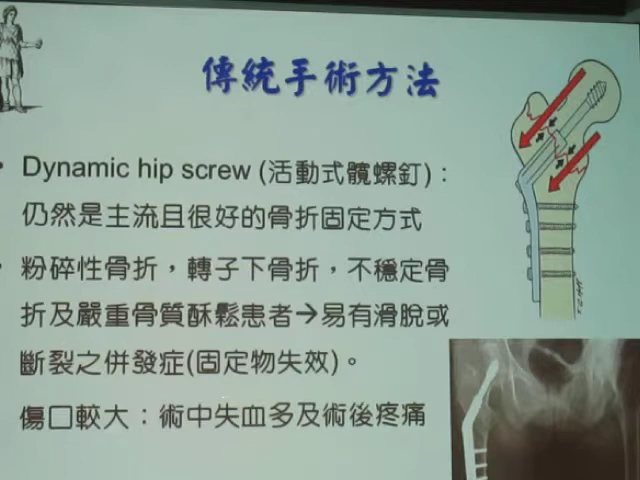 傳統手術方法
• Dynamic hip screw (活動式髖螺釘)：
仍然是主流且很好的骨折固定方式
• 粉碎性骨折，轉子下骨折，不穩定骨
折及嚴重骨質酥鬆患者→易有滑脫或
斷裂之併發症(固定物失效)。
傷口較大：術中失血多及術後疼痛